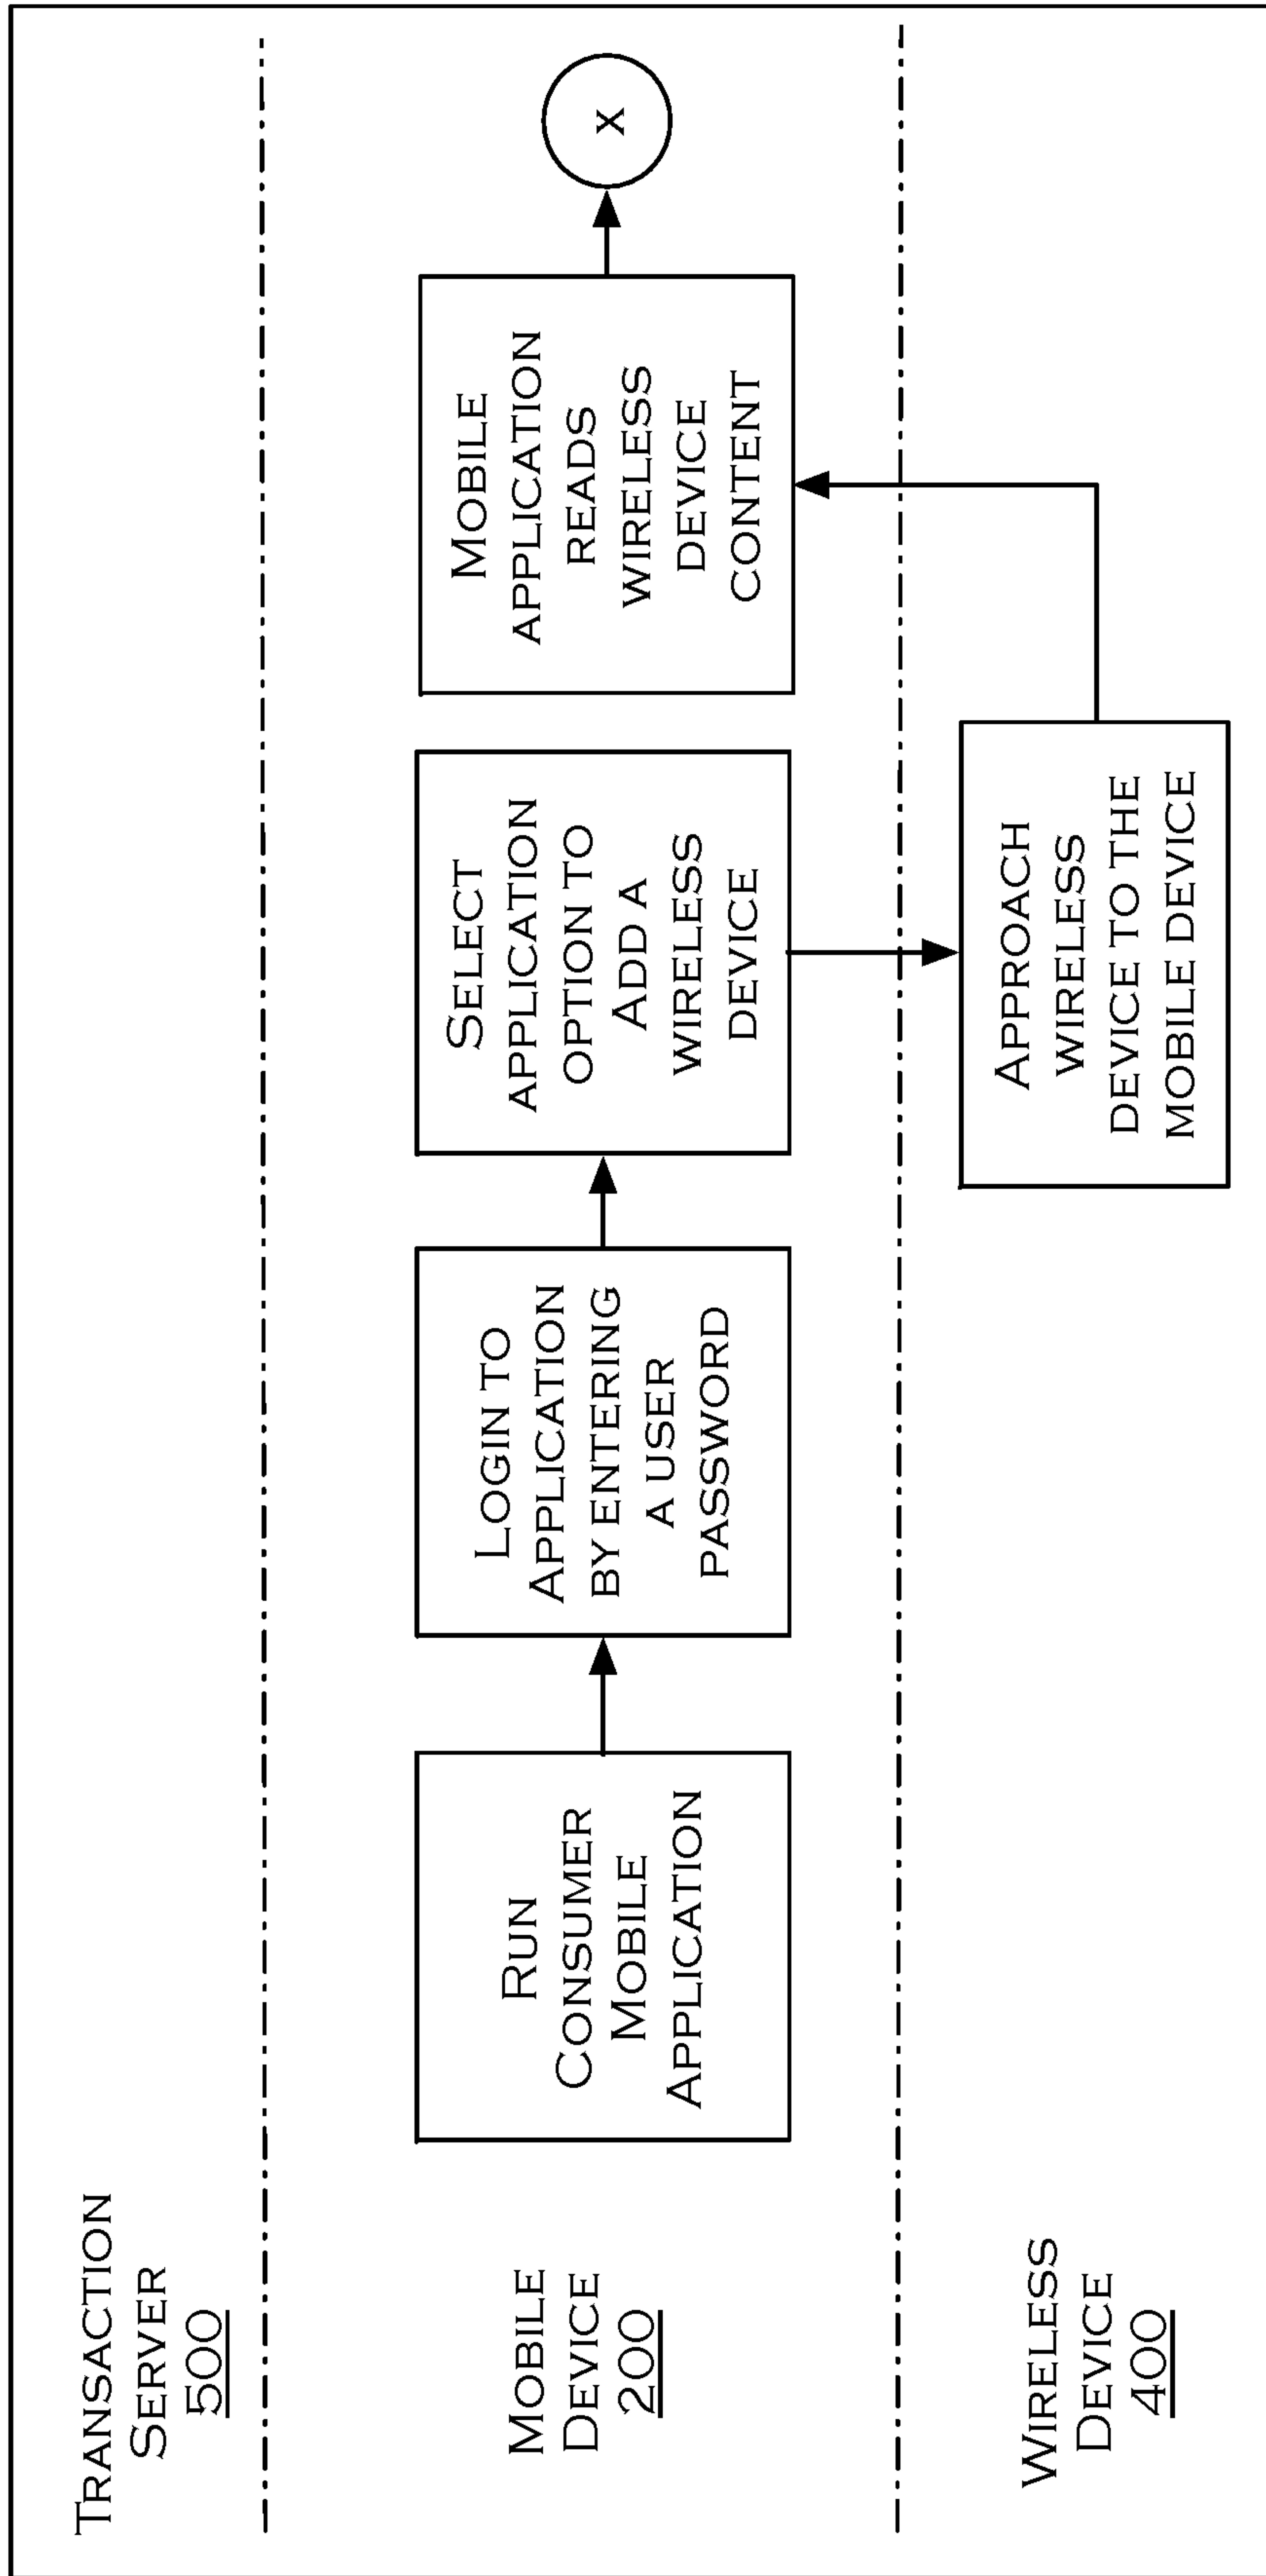 Transaction
Server
500
Mobile
Device
200
Run
Consumer
Mobile
Application
Login to
Application
by entering
a user
password
Select
application
option to
Add a
wireless
device
Mobile
application
reads
wireless
device
content
x
Wireless
Device
400
Approach
wireless
device to the
mobile device